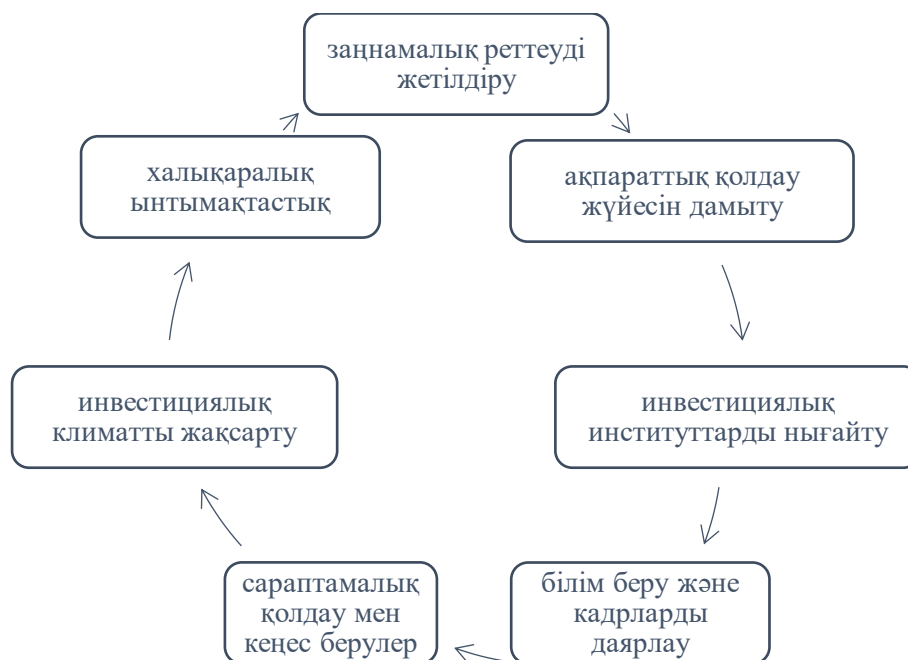 заңнамалық реттеуді
жетілдіру
ақпараттық қолдау
жүйесін дамыту
инвестициялық
институттарды нығайту
білім беру және
кадрларды
даярлау
сараптамалық
қолдау мен
кеңес берулер
инвестициялық
климатты жақсарту
халықаралық
ынтымақтастық